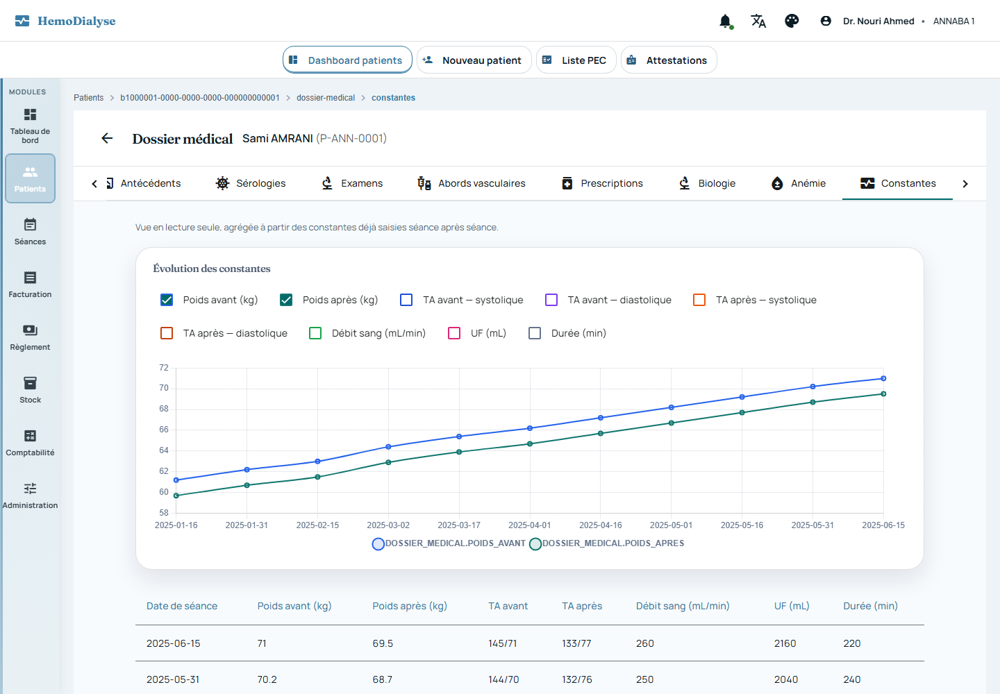 HemoDialyse
Dr. Nouri Ahmed • ANNABA 1
Dashboard patients
Nouveau patient
Liste PEC
Attestations
MODULES
Tableau de
bord
Patients
Séances
Facturation
Règlement
Stock
Comptabilité
Administration
Patients > b1000001-0000-0000-0000-000000000001 > dossier-medical > constantes
Dossier médical Sami AMRANI (P-ANN-0001)
Antécédents
Sérologies
Examens
Abords vasculaires
Prescriptions
Biologie
Anémie
Constantes
Vue en lecture seule, agrégée à partir des constantes déjà saisies séance après séance.
Évolution des constantes
Poids avant (kg) Poids après (kg) TA avant — systolique TA avant — diastolique TA après — systolique
TA après — diastolique Débit sang (mL/min) UF (mL) Durée (min)
72
70
68
66
64
62
60
58
2025-01-16 2025-01-31 2025-02-15 2025-03-02 2025-03-17 2025-04-01 2025-04-16 2025-05-01 2025-05-16 2025-05-31 2025-06-15
DOSSIER_MEDICAL.POIDS_AVANT DOSSIER_MEDICAL.POIDS_APRES
Date de séance Poids avant (kg) Poids après (kg) TA avant TA après Débit sang (mL/min) UF (mL) Durée (min)
2025-06-15 71 69.5 145/71 133/77 260 2160 220
2025-05-31 70.2 68.7 144/70 132/76 250 2040 240